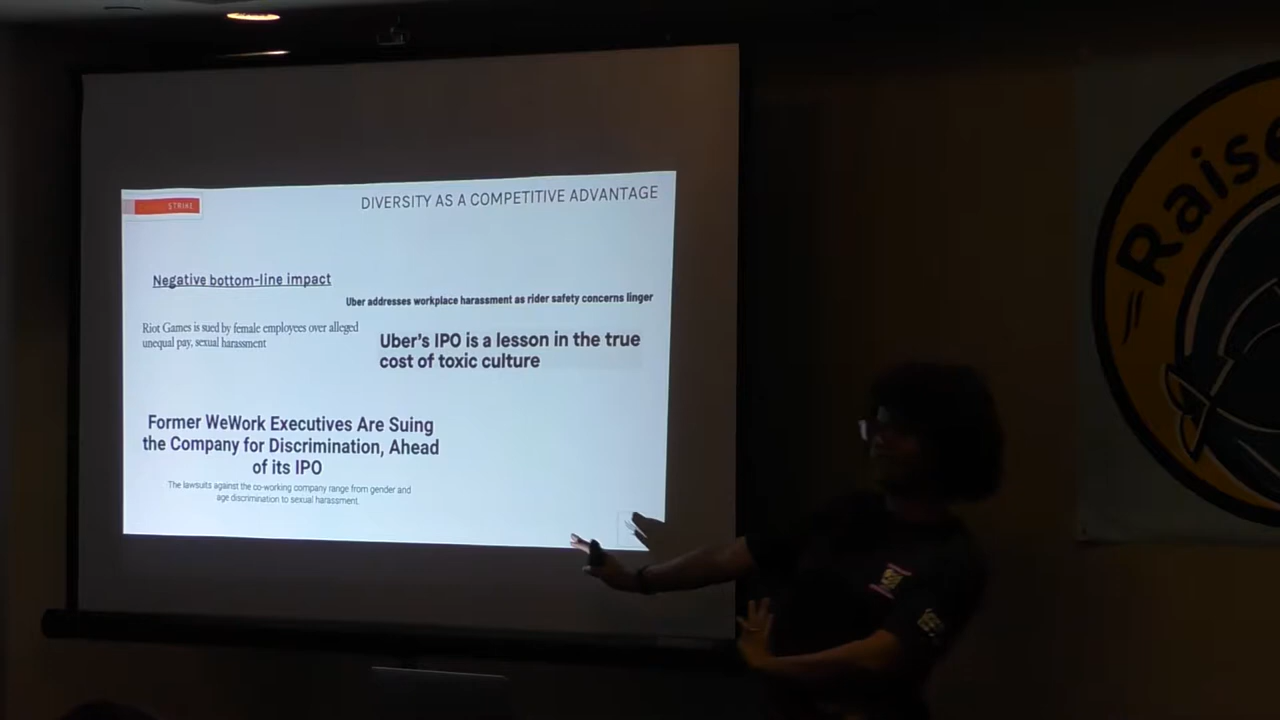 STRIKE
DIVERSITY AS A COMPETITIVE ADVANTAGE
Negative bottom-line impact
Uber addresses workplace harassment as rider safety concerns linger
Riot Games is sued by female employees over alleged
unequal pay, sexual harassment
Uber's IPO is a lesson in the true
cost of toxic culture
Former WeWork Executives Are Suing
the Company for Discrimination, Ahead
of its IPO
The lawsuits against the co-working company range from gender and
age discrimination to sexual harassment.
Raise